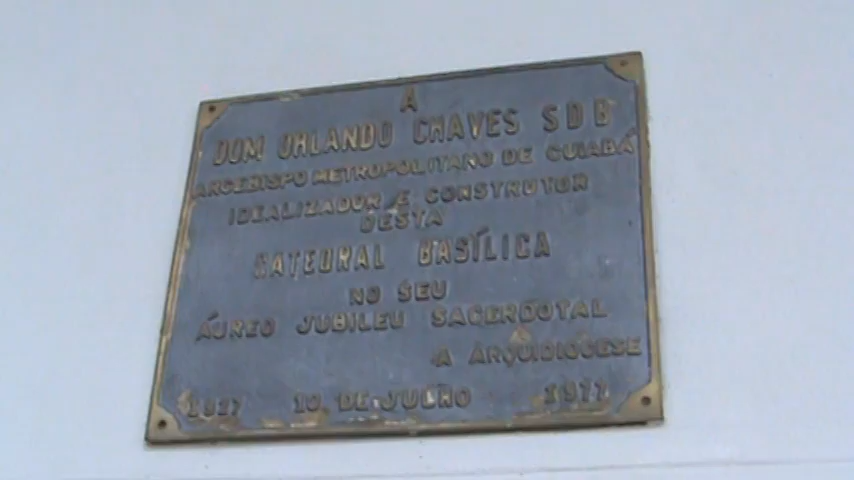 A
DOM ORLANDO CHAVES SDB
ARCEBISPO METROPOLITANO DE CUIABÁ
IDEALIZADOR E CONSTRUTOR
DESTA
CATEDRAL BASÍLICA
NO SEU
ÁUREO JUBILEU SACERDOTAL
A ARQUIDIOCESE
1927 10 DE JULHO 1977